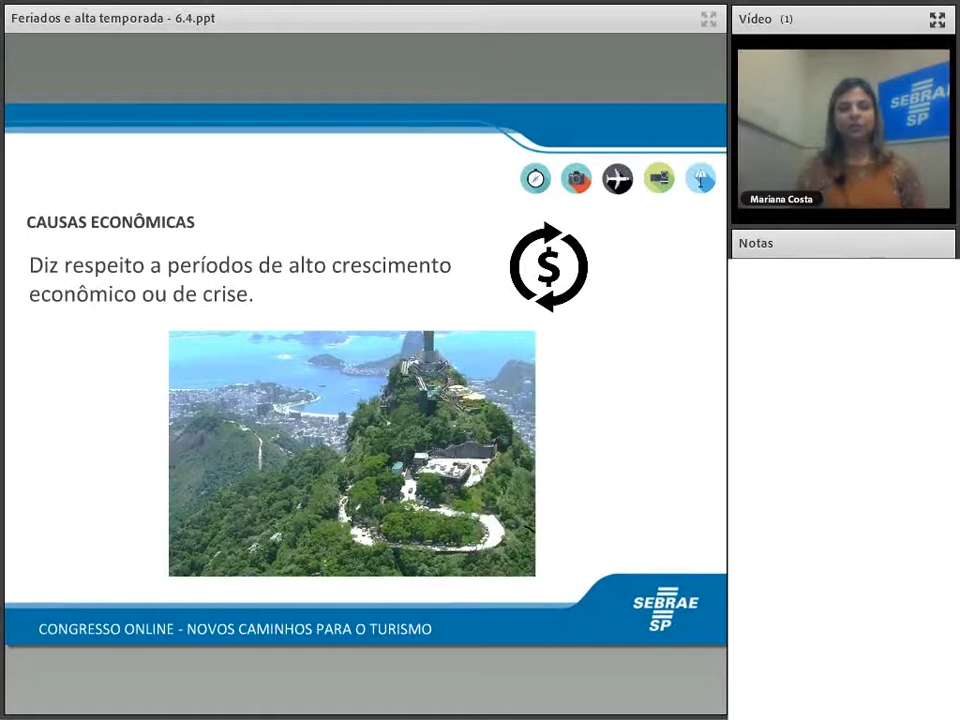 Feriados e alta temporada - 6.4.ppt
Vídeo (1)
SEBRAE
SP
Mariana Costa
Notas
CAUSAS ECONÔMICAS
Diz respeito a períodos de alto crescimento
econômico ou de crise.
$
SEBRAE
SP
CONGRESSO ONLINE - NOVOS CAMINHOS PARA O TURISMO